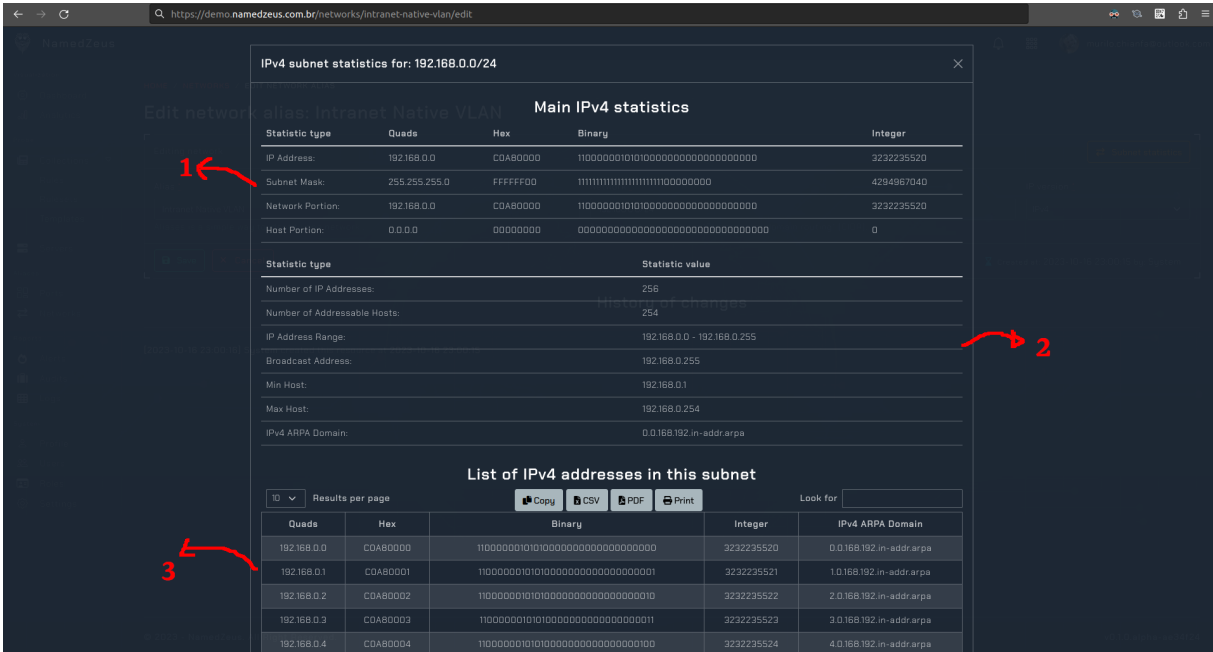 https://demo.namedzeus.com.br/networks/intranet-native-vlan/edit
NamedZeus
IPv4 subnet statistics for: 192.168.0.0/24
Edit network alias: Intranet Native VLAN
Main IPv4 statistics
Statistic type Quads Hex Binary Integer
IP Address: 192.168.0.0 C0A80000 11000000101010000000000000000000 3232235520
1
Subnet Mask: 255.255.255.0 FFFFFF00 11111111111111111111111100000000 4294967040
Network Portion: 192.168.0.0 C0A80000 11000000101010000000000000000000 3232235520
Host Portion: 0.0.0.0 00000000 00000000000000000000000000000000 0
Statistic type Statistic value
Number of IP Addresses: 256
History of changes
Number of Addressable Hosts: 254
IP Address Range: 192.168.0.0 - 192.168.0.255
2
Broadcast Address: 192.168.0.255
Min Host: 192.168.0.1
Max Host: 192.168.0.254
IPv4 ARPA Domain: 0.0.168.192.in-addr.arpa
List of IPv4 addresses in this subnet
10 Results per page Copy CSV PDF Print Look for
Quads Hex Binary Integer IPv4 ARPA Domain
192.168.0.0 C0A80000 11000000101010000000000000000000 3232235520 0.0.168.192.in-addr.arpa
3
192.168.0.1 C0A80001 11000000101010000000000000000001 3232235521 1.0.168.192.in-addr.arpa
192.168.0.2 C0A80002 11000000101010000000000000000010 3232235522 2.0.168.192.in-addr.arpa
192.168.0.3 C0A80003 11000000101010000000000000000011 3232235523 3.0.168.192.in-addr.arpa
192.168.0.4 C0A80004 11000000101010000000000000000100 3232235524 4.0.168.192.in-addr.arpa